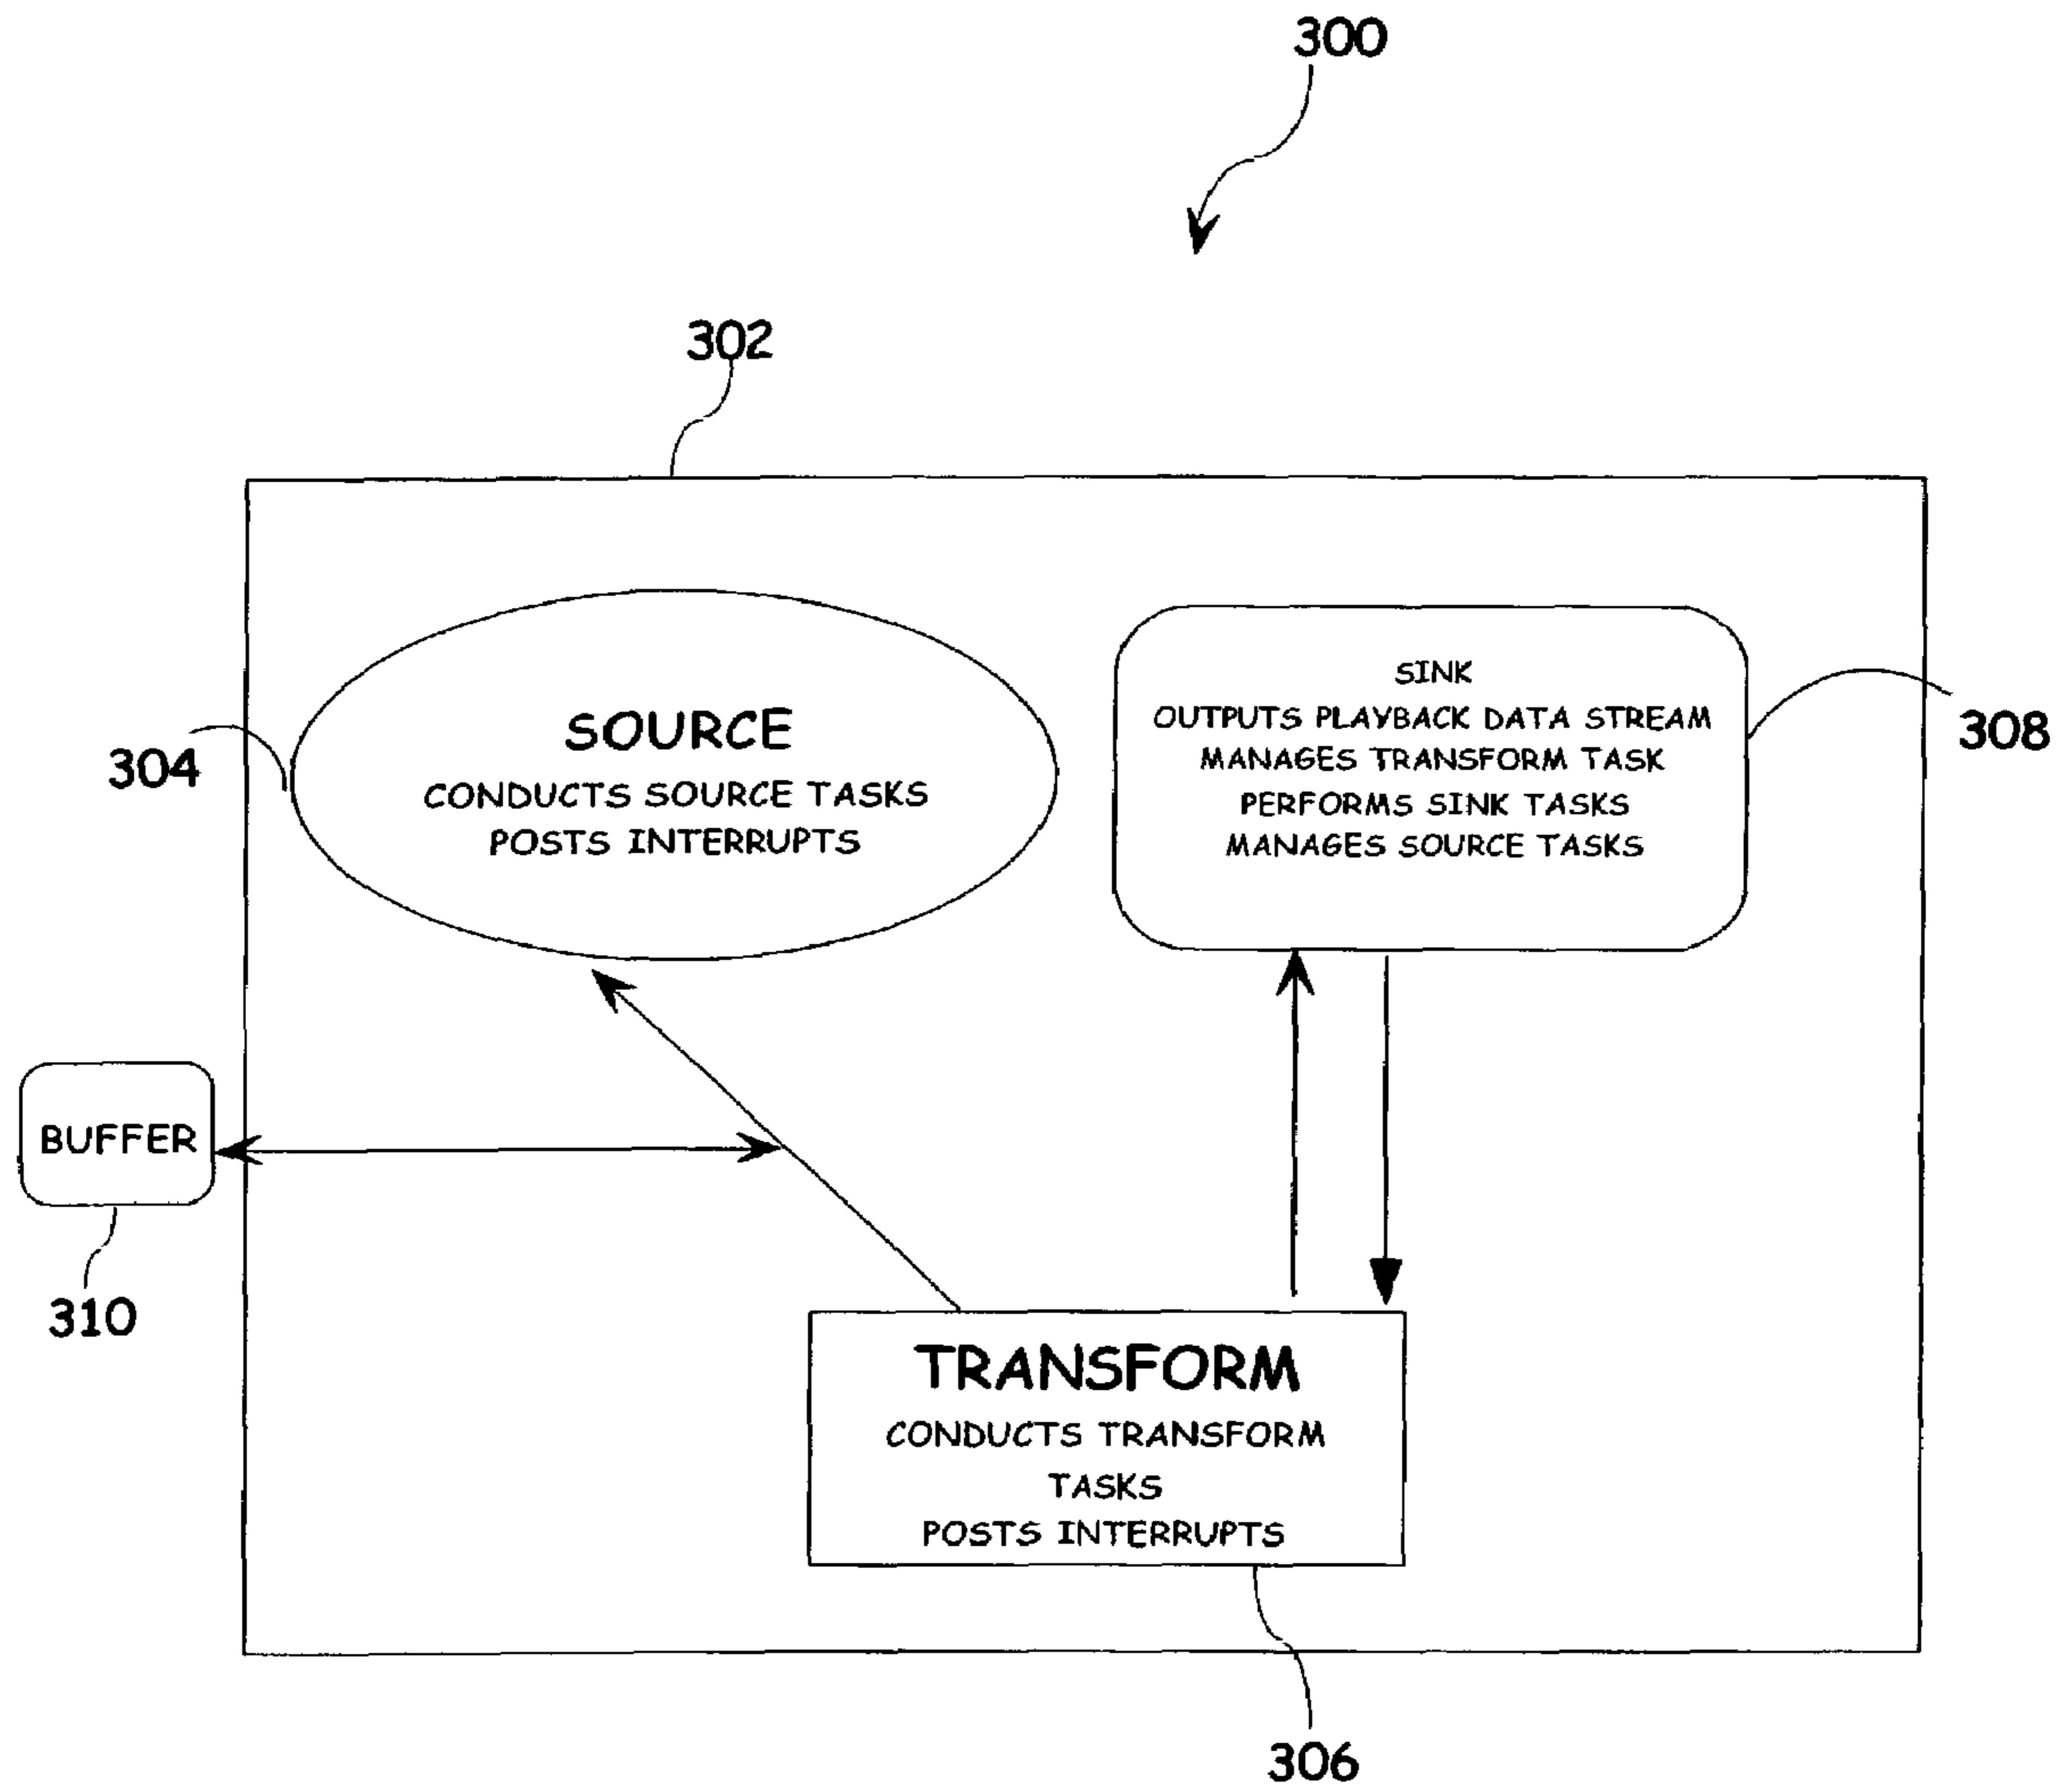 300
302
SOURCE
CONDUCTS SOURCE TASKS
POSTS INTERRUPTS
304
SINK
OUTPUTS PLAYBACK DATA STREAM
MANAGES TRANSFORM TASK
PERFORMS SINK TASKS
MANAGES SOURCE TASKS
308
BUFFER
310
TRANSFORM
CONDUCTS TRANSFORM
TASKS
POSTS INTERRUPTS
306